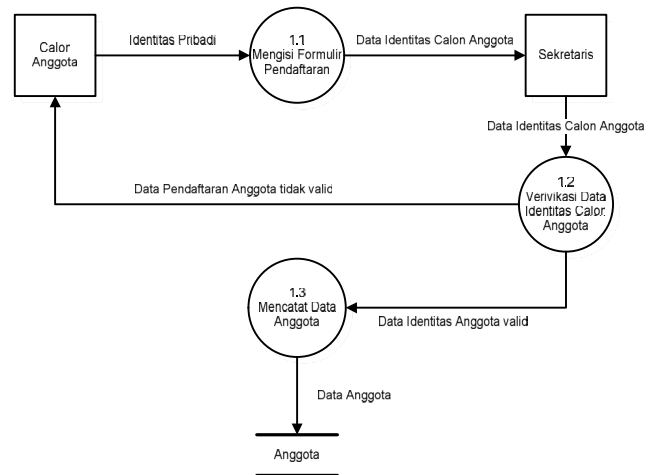 Calor
Anggota
Identitas Pribadi
1.1
Mengisi Formulir
Pendaftaran
Data Identitas Calon Anggota
Sekretaris
Data Identitas Calon Anggota
1.2
Verivikasi Data
Identitas Calor.
Anggota
Data Pendaftaran Anggota tidak valid
1.3
Mencatat Data
Anggota
Data Identitas Anggota valid
Data Anggota
Anggota